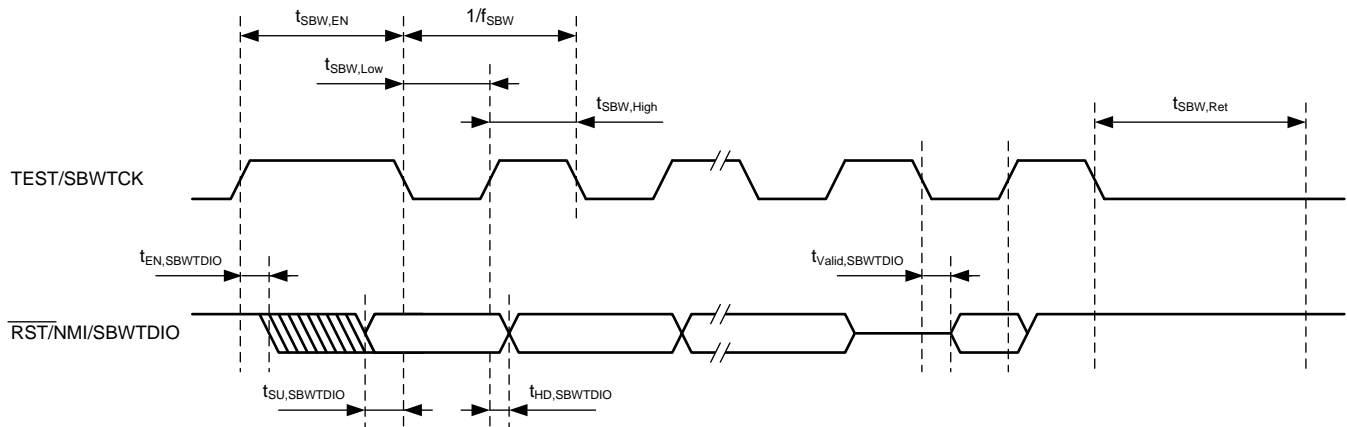 tSBW,EN
1/fSBW
tSBW,Low
tSBW,High
tSBW,Ret
TEST/SBWTCK
tEN,SBWTDIO
tValid,SBWTDIO
RST/NMI/SBWTDIO
tSU,SBWTDIO
tHD,SBWTDIO